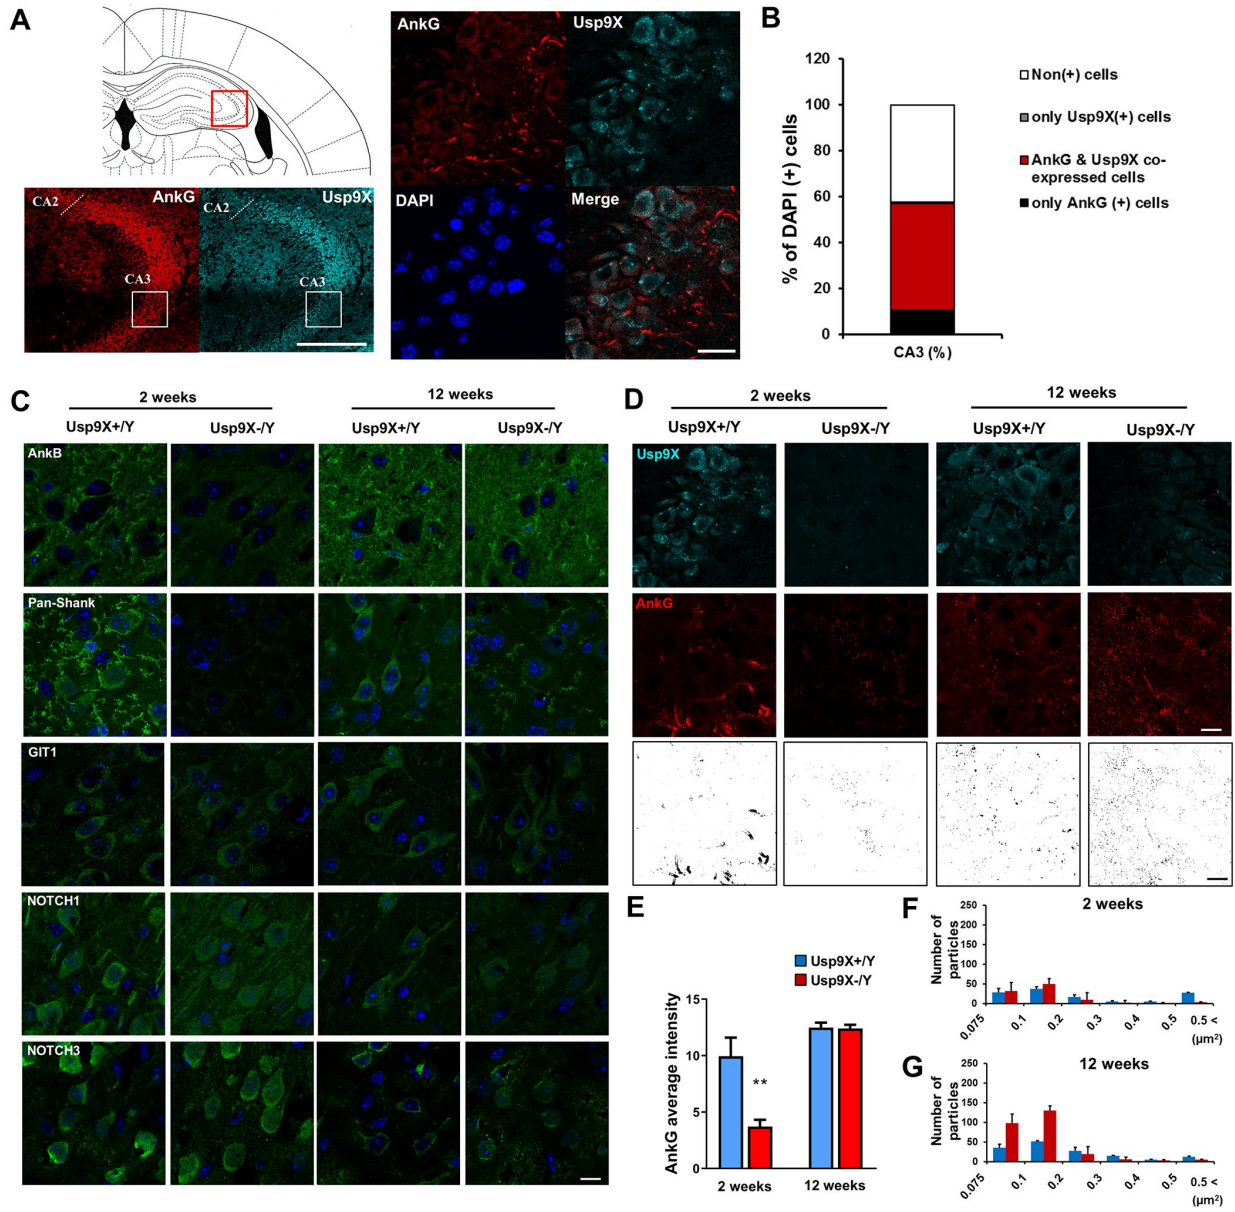 A
AnkG
Usp9X
CA2
AnkG
Usp9X
CA3
CA3
DAPI
Merge
B
% of DAPI (+) cells
120
100
80
60
40
20
0
CA3 (%)
Non(+) cells
only Usp9X(+) cells
AnkG & Usp9X co-
expressed cells
only AnkG (+) cells
C
2 weeks
12 weeks
Usp9X+/Y
Usp9X-/Y
Usp9X+/Y
Usp9X-/Y
AnkB
Pan-Shank
GIT1
NOTCH1
NOTCH3
D
2 weeks
12 weeks
Usp9X+/Y
Usp9X-/Y
Usp9X+/Y
Usp9X-/Y
Usp9X
AnkG
E
Usp9X+/Y
Usp9X-/Y
AnkG average intensity
15
10
5
0
**
2 weeks
12 weeks
F
2 weeks
Number of
particles
250
200
150
100
50
0
0.075
0.1
0.2
0.3
0.4
0.5
0.5 <
(µm²)
G
12 weeks
Number of
particles
250
200
150
100
50
0
0.075
0.1
0.2
0.3
0.4
0.5
0.5 <
(µm²)